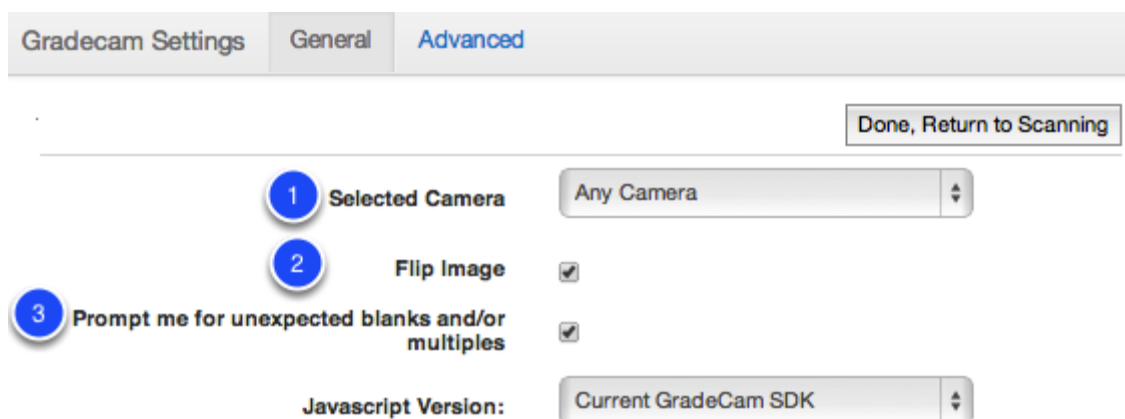 Gradecam Settings General Advanced
Done, Return to Scanning
1 Selected Camera Any Camera
2 Flip Image
3 Prompt me for unexpected blanks and/or
multiples
Javascript Version: Current GradeCam SDK